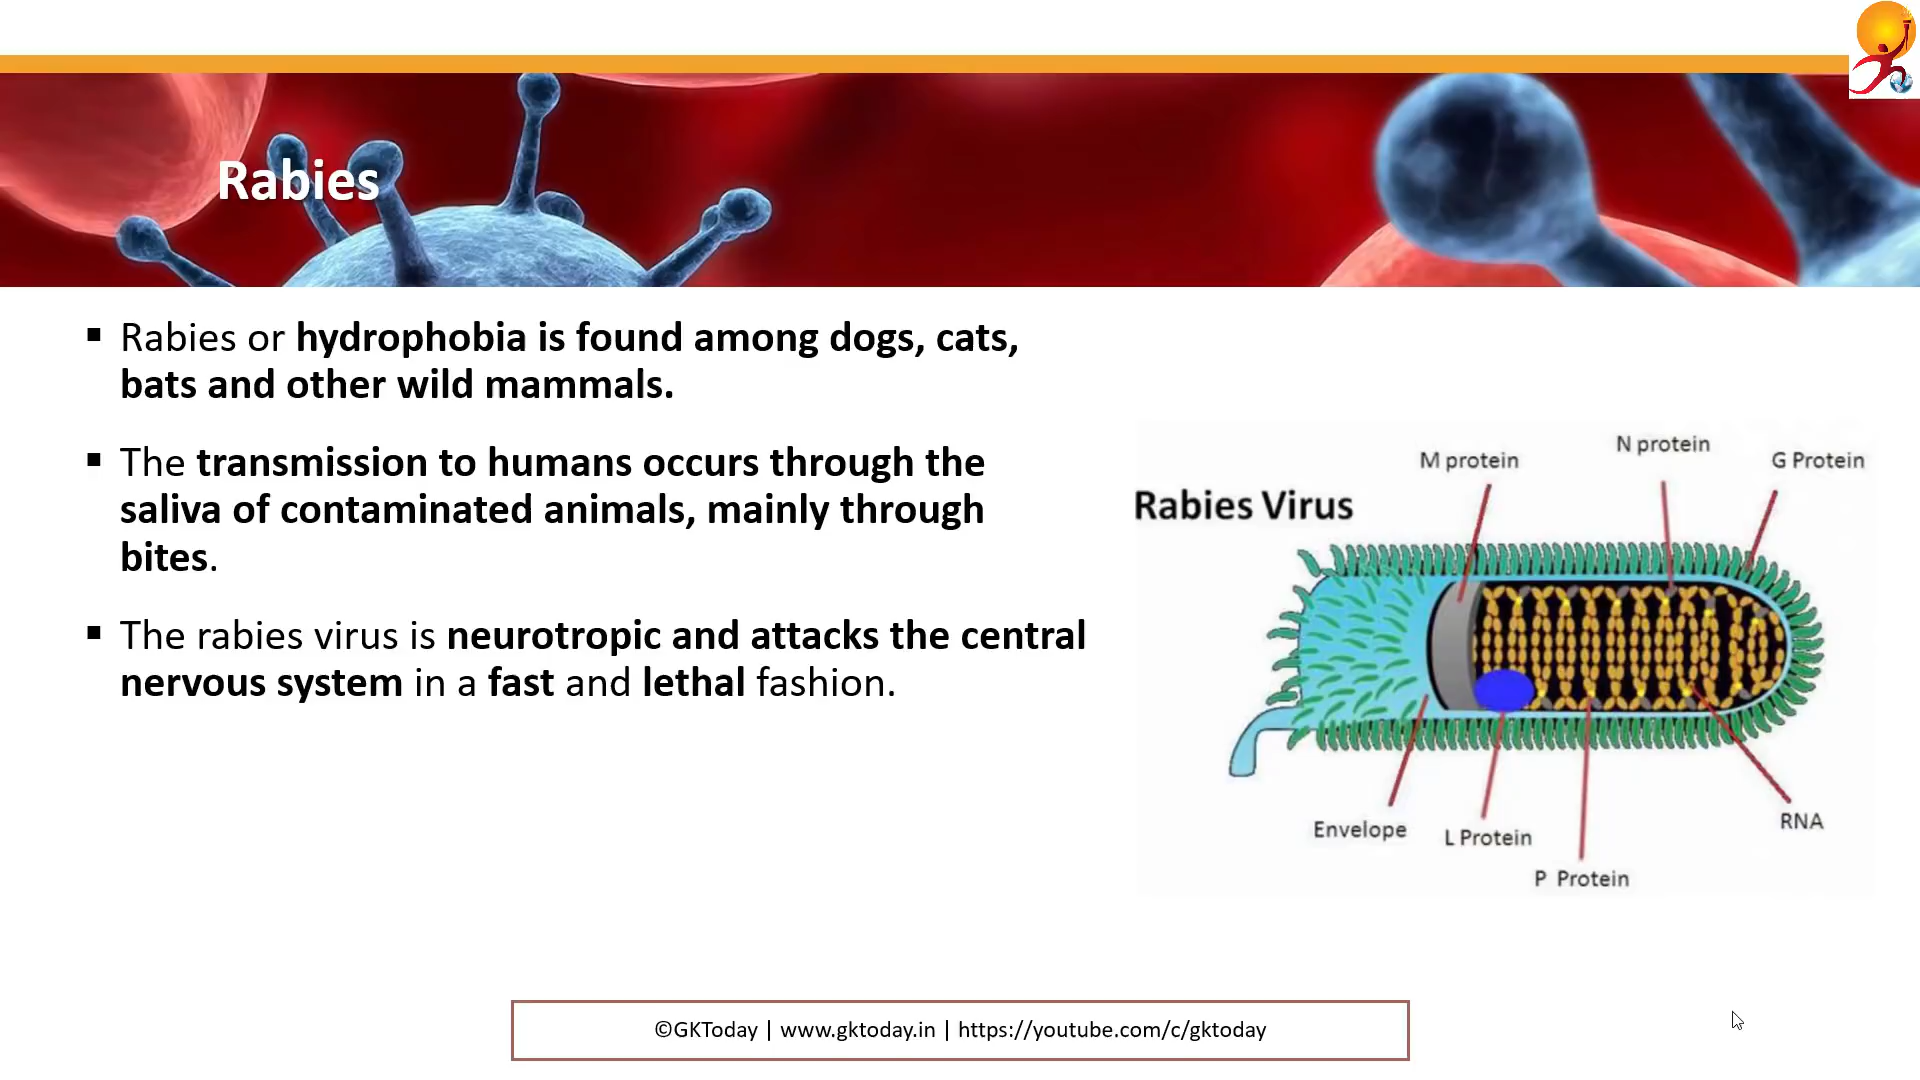 Rabies
▪ Rabies or hydrophobia is found among dogs, cats,
bats and other wild mammals.
▪ The transmission to humans occurs through the
saliva of contaminated animals, mainly through
bites.
▪ The rabies virus is neurotropic and attacks the central
nervous system in a fast and lethal fashion.
Rabies Virus
M protein
N protein
G Protein
Envelope
L Protein
P Protein
RNA
©GKToday | www.gktoday.in | https://youtube.com/c/gktoday